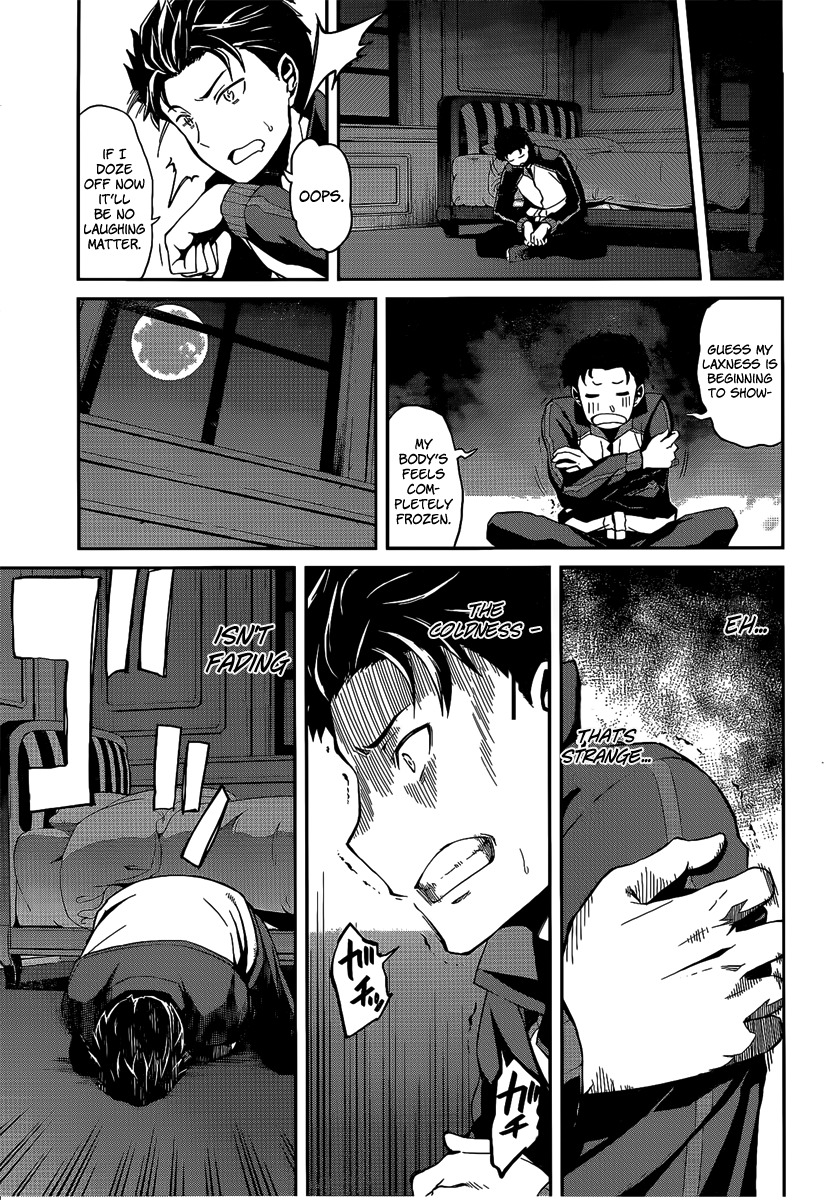 OOPS.
IF I
DOZE
OFF NOW
IT'LL
BE NO
LAUGHING
MATTER.
GUESS MY
LAXNESS IS
BEGINNING
TO SHOW-
MY
BODY'S
FEELS
COM-
PLETELY
FROZEN.
EH...
THAT'S
STRANGE...
THE
COLDNESS -
ガチ
ガチッ
ISN'T
FADING